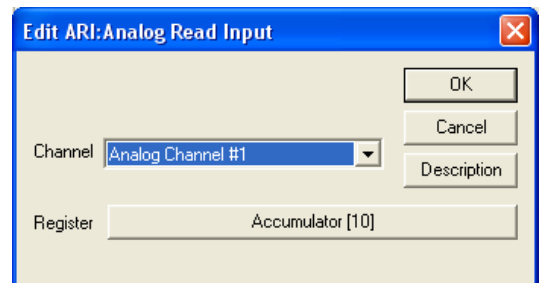 Edit ARI:Analog Read Input
OK
Cancel
Channel Analog Channel #1
Description
Register Accumulator [10]